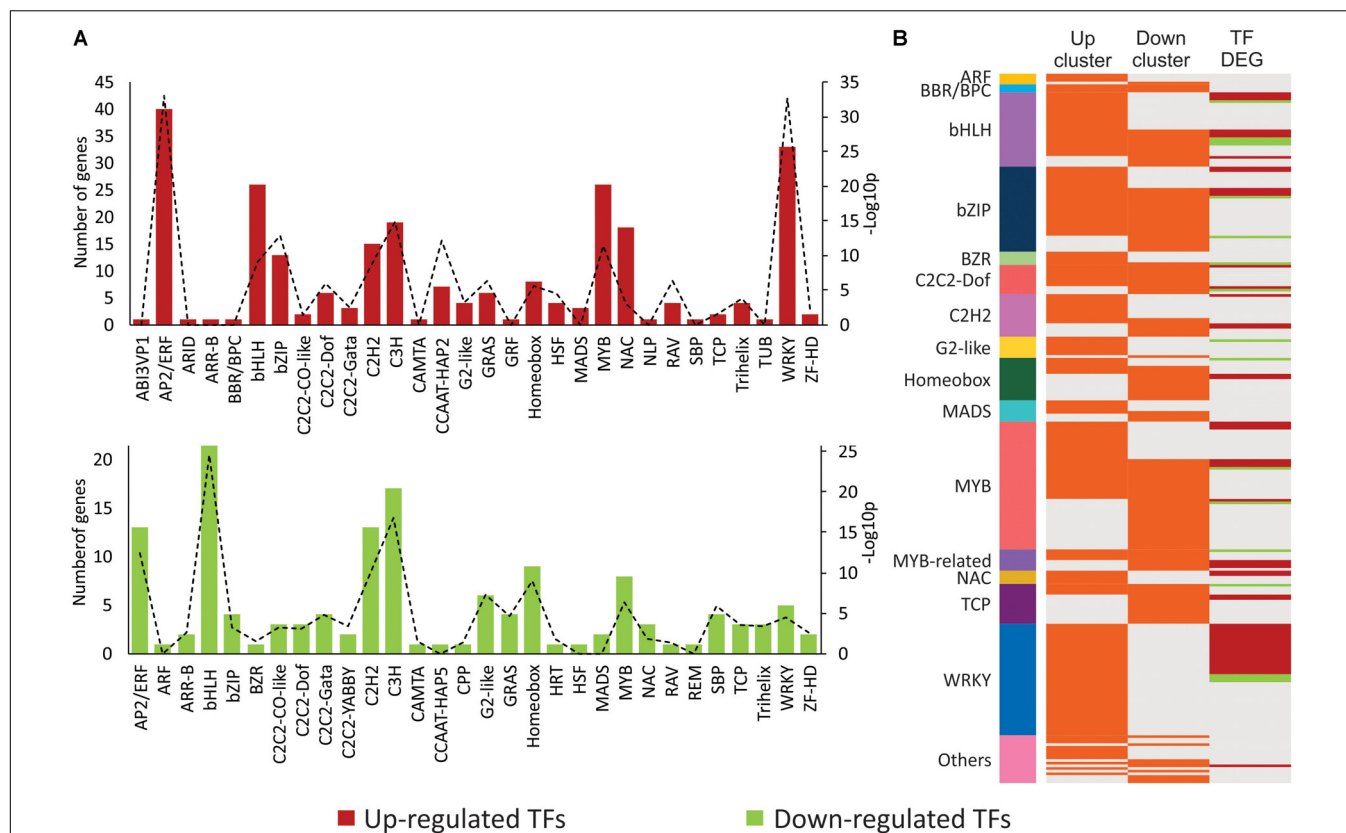 A
Number of genes
45
40
35
30
25
20
15
10
5
0
35
30
25
20
15
10
5
0
-Log10p
ABI3VP1
AP2/ERF
ARID
ARR-B
BBR/BPC
bHLH
bZIP
C2C2-CO-like
C2C2-Dof
C2C2-Gata
C2H2
C3H
CAMTA
CCAAT-HAP2
G2-like
GRAS
GRF
Homeobox
HSF
MADS
MYB
NAC
NLP
RAV
SBP
TCP
Trihelix
TUB
WRKY
ZF-HD
Numberof genes
20
15
10
5
0
25
20
15
10
5
0
-Log10p
AP2/ERF
ARF
ARR-B
bHLH
bZIP
BZR
C2C2-CO-like
C2C2-Dof
C2C2-Gata
C2C2-YABBY
C2H2
C3H
CAMTA
CCAAT-HAP5
CPP
G2-like
GRAS
Homeobox
HRT
HSF
MADS
MYB
NAC
RAV
REM
SBP
TCP
Trihelix
WRKY
ZF-HD
B
Up
cluster
Down
cluster
TF
DEG
ARF
BBR/BPC
bHLH
bZIP
BZR
C2C2-Dof
C2H2
G2-like
Homeobox
MADS
MYB
MYB-related
NAC
TCP
WRKY
Others
Up-regulated TFs
Down-regulated TFs